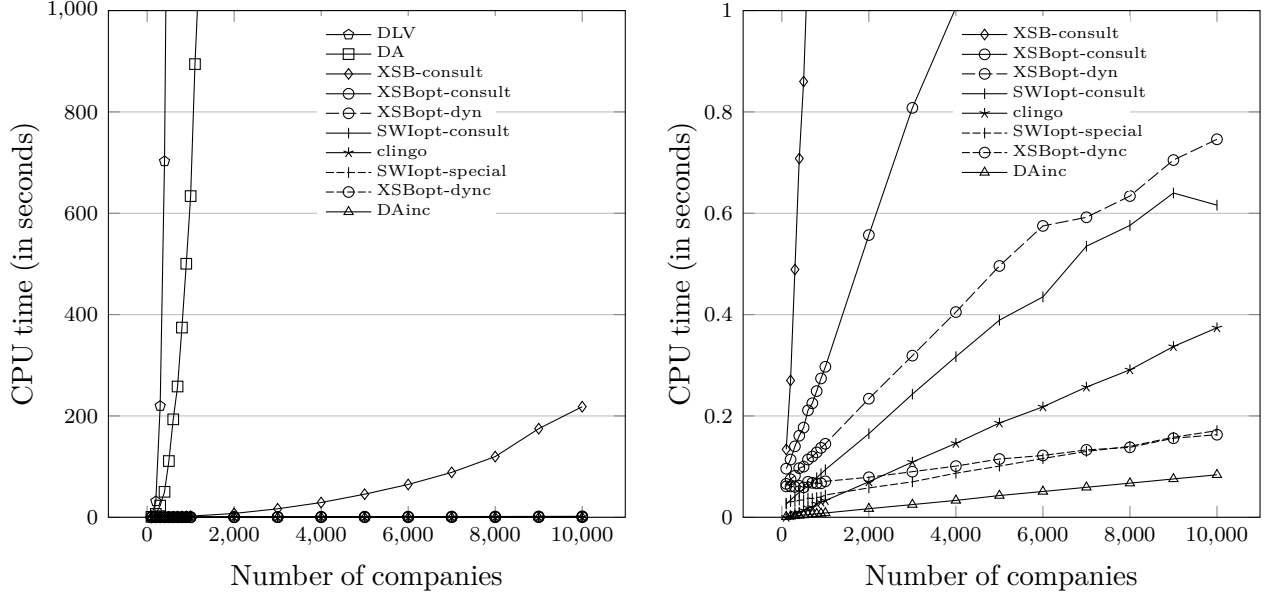 1,000
800
600
400
200
0
CPU time (in seconds)
DLV
DA
XSB-consult
XSBopt-consult
XSBopt-dyn
SWIopt-consult
clingo
SWIopt-special
XSBopt-dync
DAinc
0 2,000 4,000 6,000 8,000 10,000
Number of companies
1
0.8
0.6
0.4
0.2
0
CPU time (in seconds)
XSB-consult
XSBopt-consult
XSBopt-dyn
SWIopt-consult
clingo
SWIopt-special
XSBopt-dync
DAinc
0 2,000 4,000 6,000 8,000 10,000
Number of companies